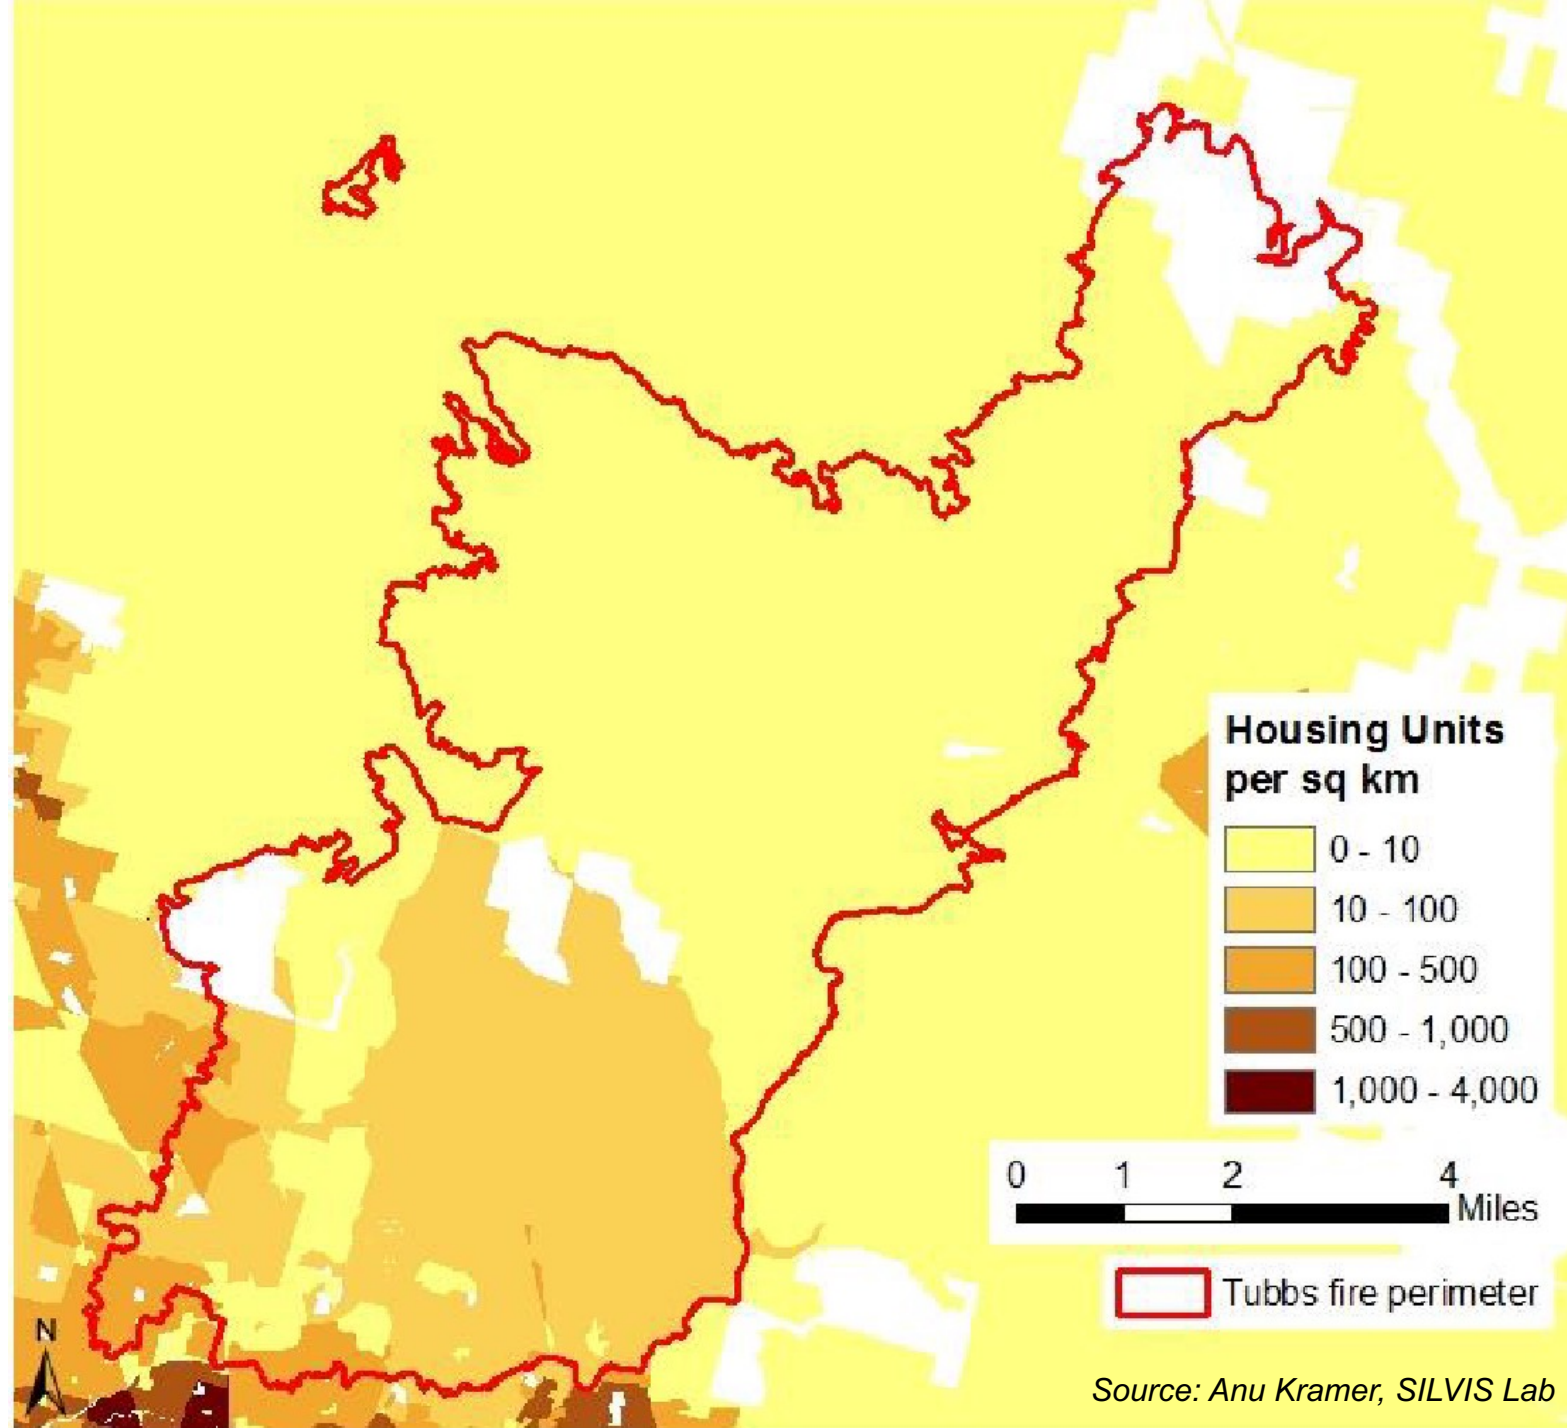 Housing Units
per sq km
0 - 10
10 - 100
100 - 500
500 - 1,000
1,000 - 4,000
0 1 2 4
Miles
Tubbs fire perimeter
N
Source: Anu Kramer, SILVIS Lab